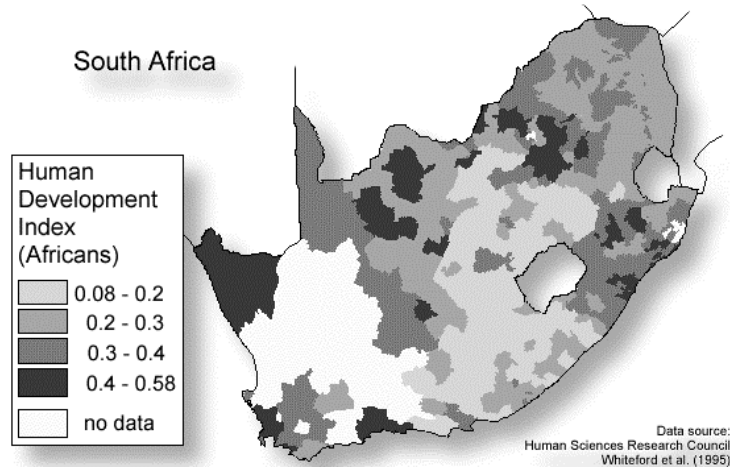 South Africa
Human
Development
Index
(Africans)
0.08 - 0.2
0.2 - 0.3
0.3 - 0.4
0.4 - 0.58
no data
Data source:
Human Sciences Research Council
Whiteford et al. (1995)